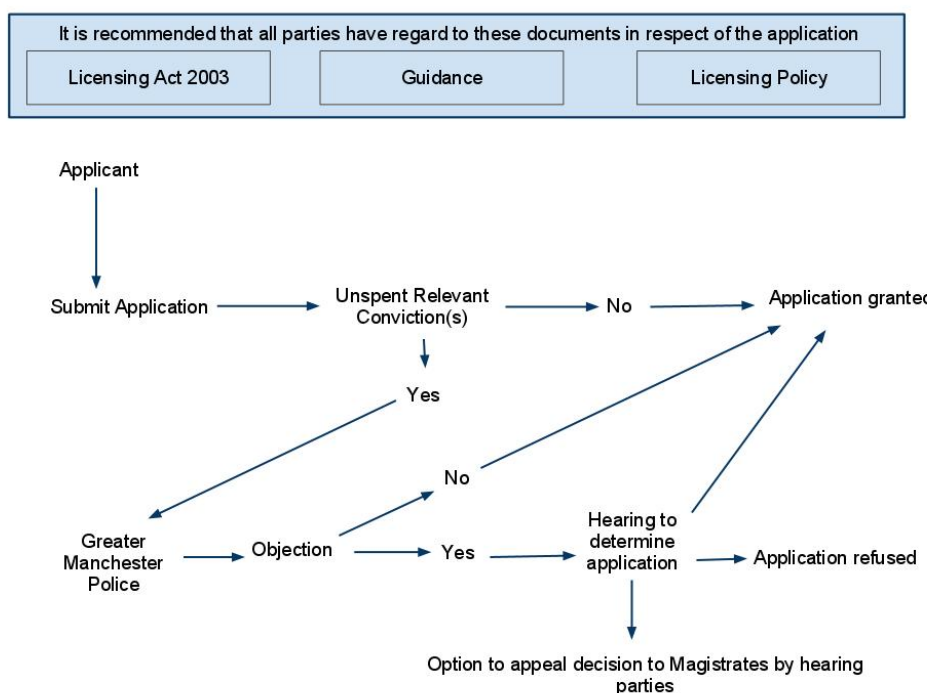 It is recommended that all parties have regard to these documents in respect of the application
Licensing Act 2003
Guidance
Licensing Policy
Applicant
Submit Application
Unspent Relevant
Conviction(s)
No
Application granted
Yes
No
Greater
Manchester
Police
Objection
Yes
Hearing to
determine
application
Application refused
Option to appeal decision to Magistrates by hearing
parties